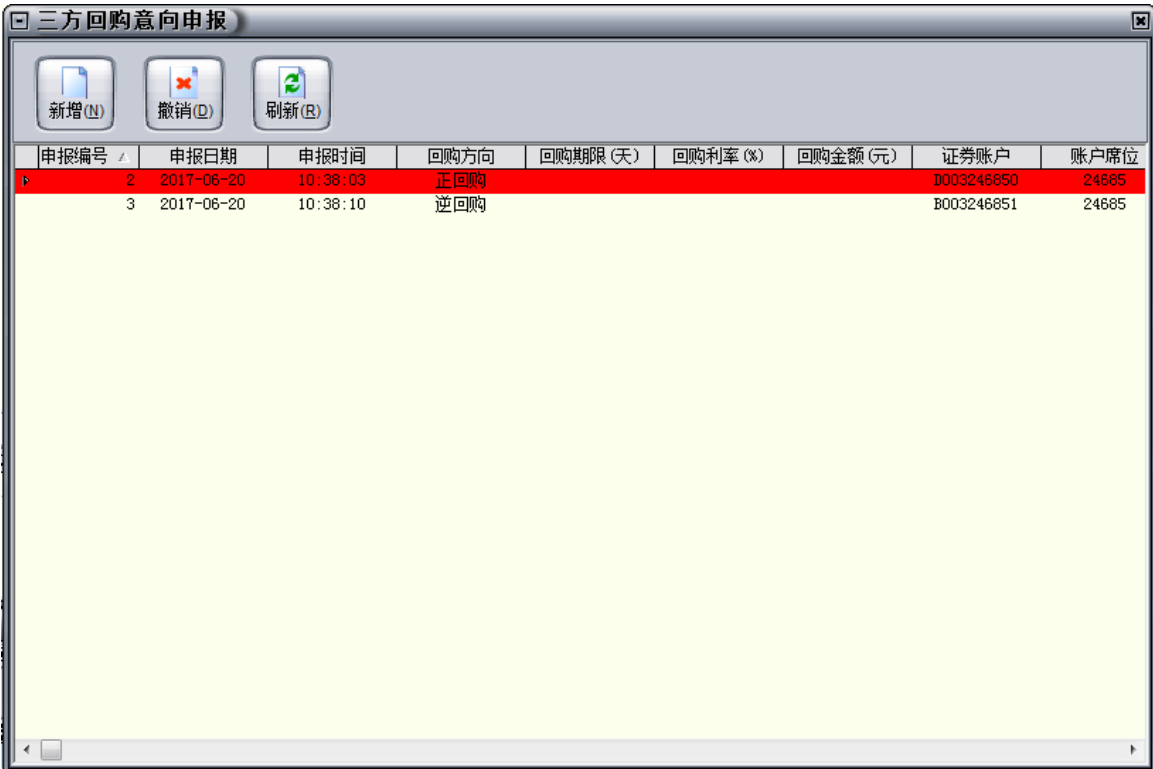 三方回购意向申报
新增(N) 撤销(D) 刷新(R)
申报编号 申报日期 申报时间 回购方向 回购期限(天) 回购利率(%) 回购金额(元) 证券账户 账户席位
2 2017-06-20 10:38:03 正回购 D003246850 24685
3 2017-06-20 10:38:10 逆回购 B003246851 24685